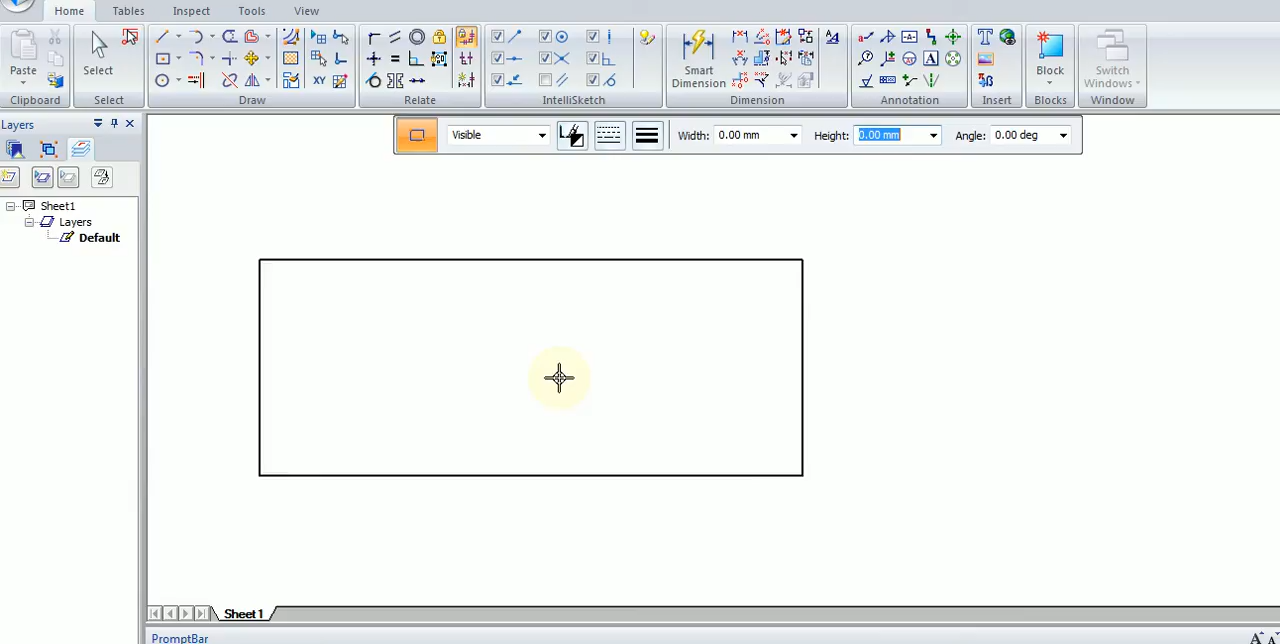 Home Tables Inspect Tools View
Paste Select XY Smart Dimension A T A Block Switch Windows
Clipboard Select Draw Relate IntelliSketch Dimension Annotation Insert Blocks Window
Layers
Visible Width: 0.00 mm Height: 0.00 mm Angle: 0.00 deg
Sheet1
Layers
Default
Sheet1
PromptBar A A